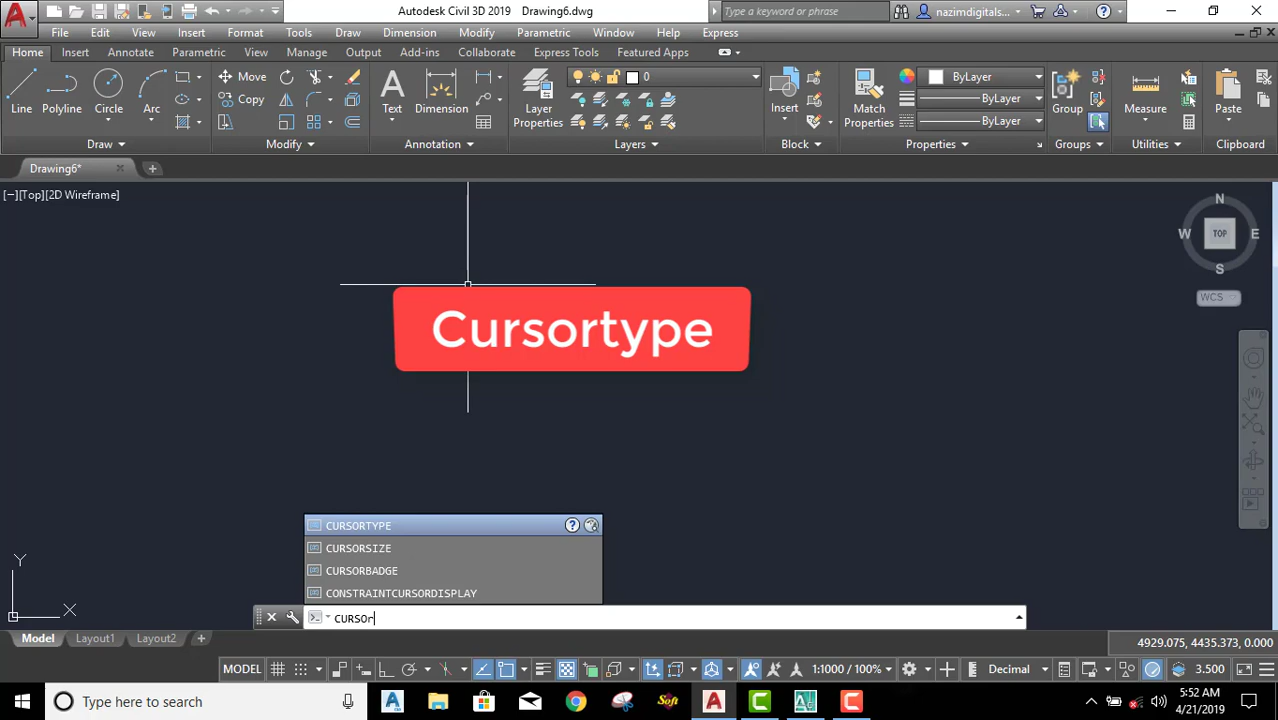 Autodesk Civil 3D 2019 Drawing6.dwg
Type a keyword or phrase
nazimdigitals...
File Edit View Insert Format Tools Draw Dimension Modify Parametric Window Help Express
Home Insert Annotate Parametric View Manage Output Add-ins Collaborate Express Tools Featured Apps
Line Polyline Circle Arc
Move
Copy
Text Dimension
Layer Properties
0
Insert
Match Properties
ByLayer
ByLayer
ByLayer
Group
Measure
Paste
Draw Modify Annotation Layers Block Properties Groups Utilities Clipboard
Drawing6*
[−][Top][2D Wireframe]
N
W TOP E
S
WCS
Cursortype
CURSORTYPE
CURSORSIZE
CURSORBADGE
CONSTRAINTCURSORDISPLAY
CURSOr
Y
X
Model Layout1 Layout2
4929.075, 4435.373, 0.000
MODEL 1:1000 / 100% Decimal 3.500
Type here to search
Soft
5:52 AM
4/21/2019